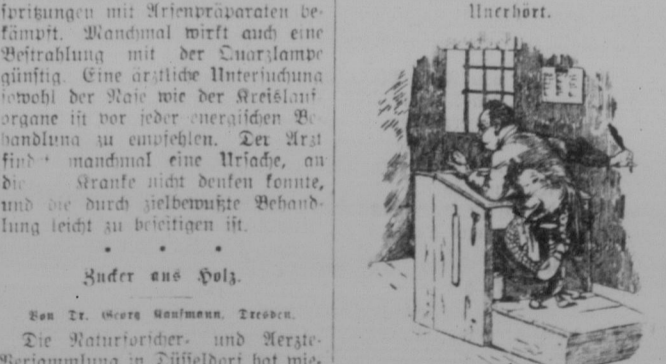 spritzungen mit Arsenpräparaten be-
kämpft. Manchmal wirkt auch eine
Bestrahlung mit der Quarzlampe
günstig. Eine ärztliche Untersuchung
sowohl der Nase wie der Kreislauf-
organe ist vor jeder energischen Be-
handlung zu empfehlen. Der Arzt
findet manchmal eine Ursache, an
die Kranke nicht denken konnte,
und die durch zielbewußte Behand-
lung leicht zu beseitigen ist.
Zucker aus Holz.
Von Dr. Georg Kaufmann, Dresden.
Die Naturforscher- und Aerzte-
Versammlung in Düsseldorf hat wie-
Unerhört.